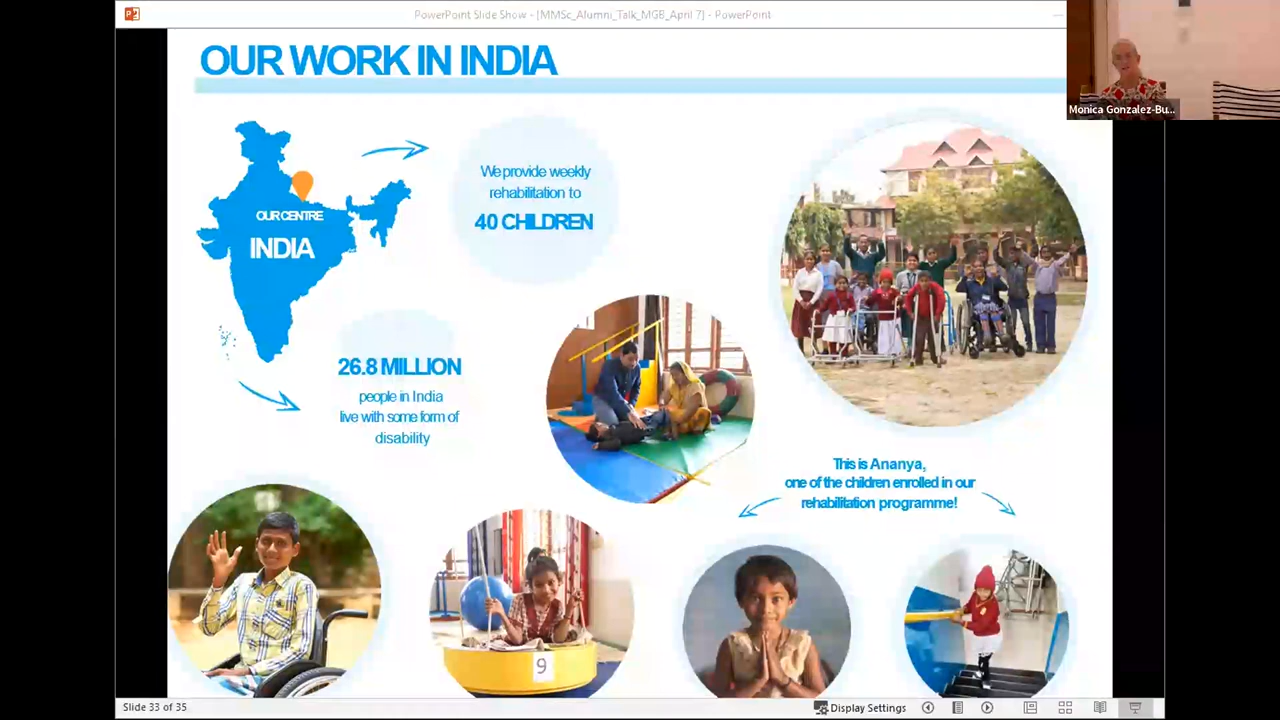 PowerPoint Slide Show - [MMSc_Alumni_Talk_MGB_April 7] - PowerPoint
Monica Gonzalez-Bu...
OUR WORK IN INDIA
OUR CENTRE
INDIA
We provide weekly
rehabilitation to
40 CHILDREN
26.8 MILLION
people in India
live with some form of
disability
This is Ananya,
one of the children enrolled in our
rehabilitation programme!
9
Slide 33 of 35
Display Settings